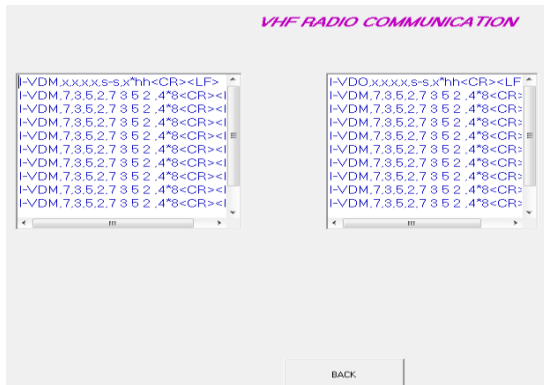 VHF RADIO COMMUNICATION
I-VDM,x,x,x,x,s-s,x*hh<CR><LF>
I-VDM,7,3,5,2,7 3 5 2 ,4*8<CR><I
I-VDM,7,3,5,2,7 3 5 2 ,4*8<CR><I
I-VDM,7,3,5,2,7 3 5 2 ,4*8<CR><I
I-VDM,7,3,5,2,7 3 5 2 ,4*8<CR><I
I-VDM,7,3,5,2,7 3 5 2 ,4*8<CR><I
I-VDM,7,3,5,2,7 3 5 2 ,4*8<CR><I
I-VDM,7,3,5,2,7 3 5 2 ,4*8<CR><I
I-VDM,7,3,5,2,7 3 5 2 ,4*8<CR><I
I-VDM,7,3,5,2,7 3 5 2 ,4*8<CR><I
I-VDO,x,x,x,x,s-s,x*hh<CR><LF
I-VDM,7,3,5,2,7 3 5 2 ,4*8<CR>
I-VDM,7,3,5,2,7 3 5 2 ,4*8<CR>
I-VDM,7,3,5,2,7 3 5 2 ,4*8<CR>
I-VDM,7,3,5,2,7 3 5 2 ,4*8<CR>
I-VDM,7,3,5,2,7 3 5 2 ,4*8<CR>
I-VDM,7,3,5,2,7 3 5 2 ,4*8<CR>
I-VDM,7,3,5,2,7 3 5 2 ,4*8<CR>
I-VDM,7,3,5,2,7 3 5 2 ,4*8<CR>
I-VDM,7,3,5,2,7 3 5 2 ,4*8<CR>
BACK